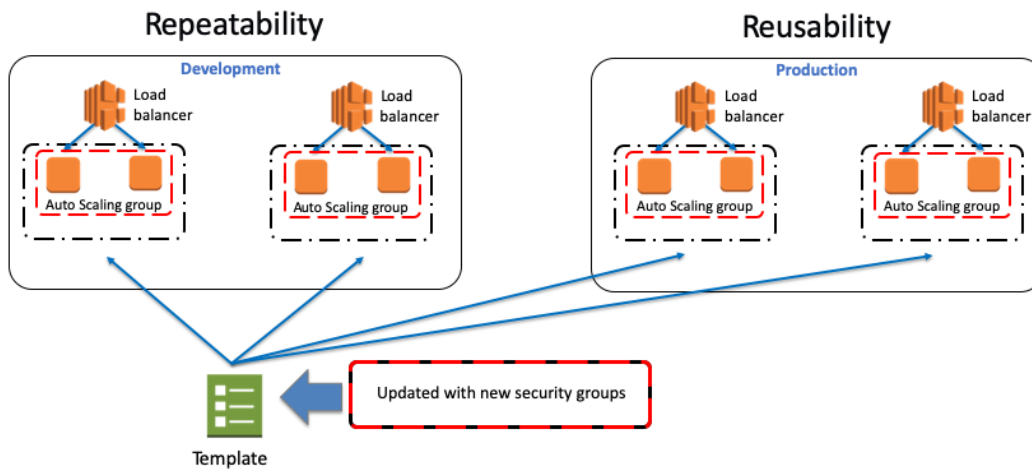 Repeatability
Reusability
Development
Production
Load
balancer
Load
balancer
Load
balancer
Load
balancer
Auto Scaling group
Auto Scaling group
Auto Scaling group
Auto Scaling group
Updated with new security groups
Template